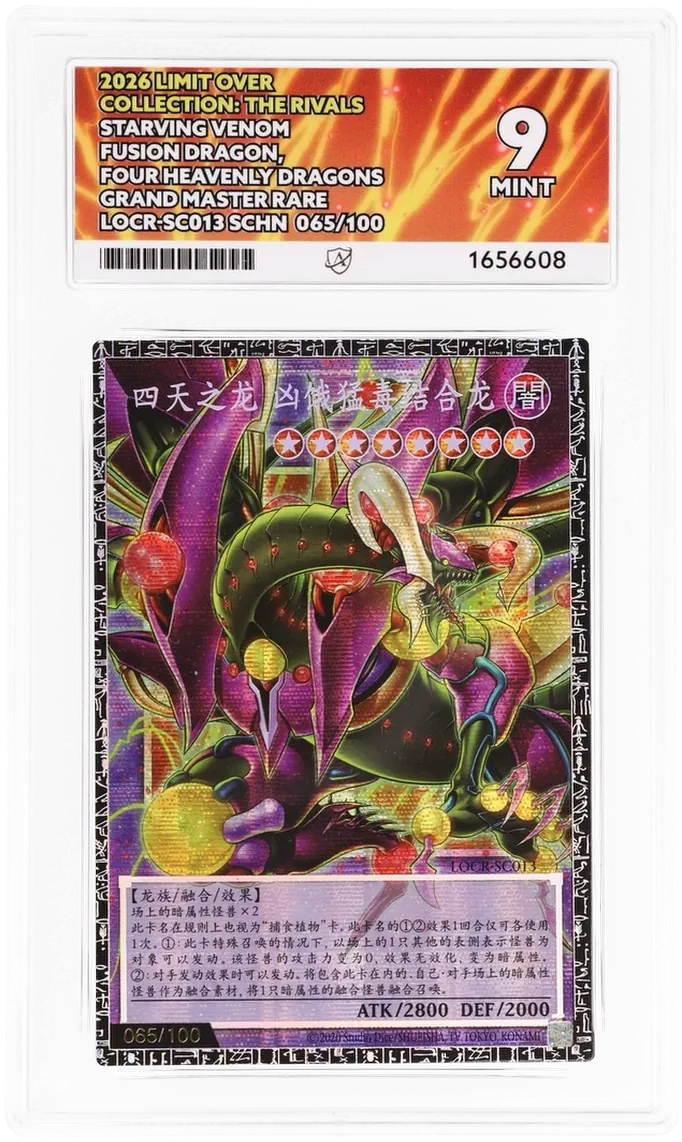 2026 LIMIT OVER
COLLECTION: THE RIVALS
STARVING VENOM
FUSION DRAGON,
FOUR HEAVENLY DRAGONS
GRAND MASTER RARE
LOCR-SC013 SCHN 065/100
9
MINT
1656608
四天之龙 凶饿猛毒结合龙 闇
LOCR-SC013
【龙族/融合/效果】
场上的暗属性怪兽×2
此卡名在规则上也视为“捕食植物”卡。此卡名的①②效果1回合仅可各使用
1次。①:此卡特殊召唤的情况下,以场上的1只其他的表侧表示怪兽为
对象可以发动。该怪兽的攻击力变为0,效果无效化,变为暗属性。
②:对手发动效果时可以发动。将包含此卡在内的、自己·对手场上的暗属性
怪兽作为融合素材,将1只暗属性的融合怪兽融合召唤。
ATK/2800 DEF/2000
065/100
©2020 Studio Dice/SHUEISHA, TV TOKYO, KONAMI